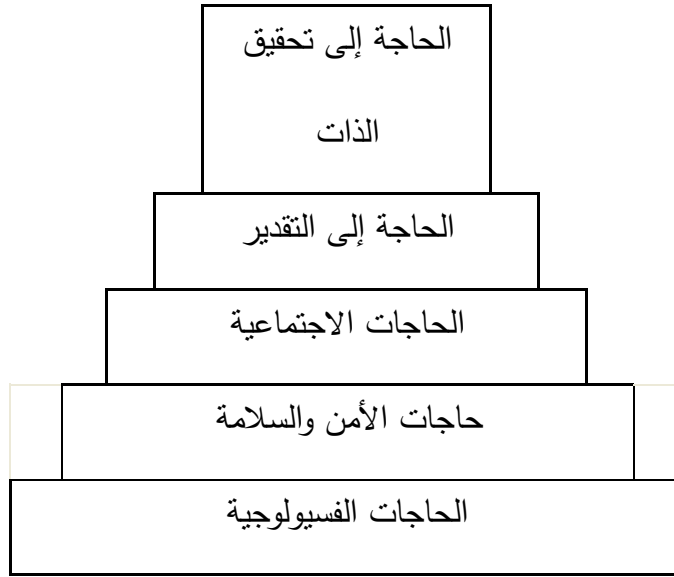 الحاجة إلى تحقيق
الذات
الحاجة إلى التقدير
الحاجات الاجتماعية
حاجات الأمن والسلامة
الحاجات الفسيولوجية